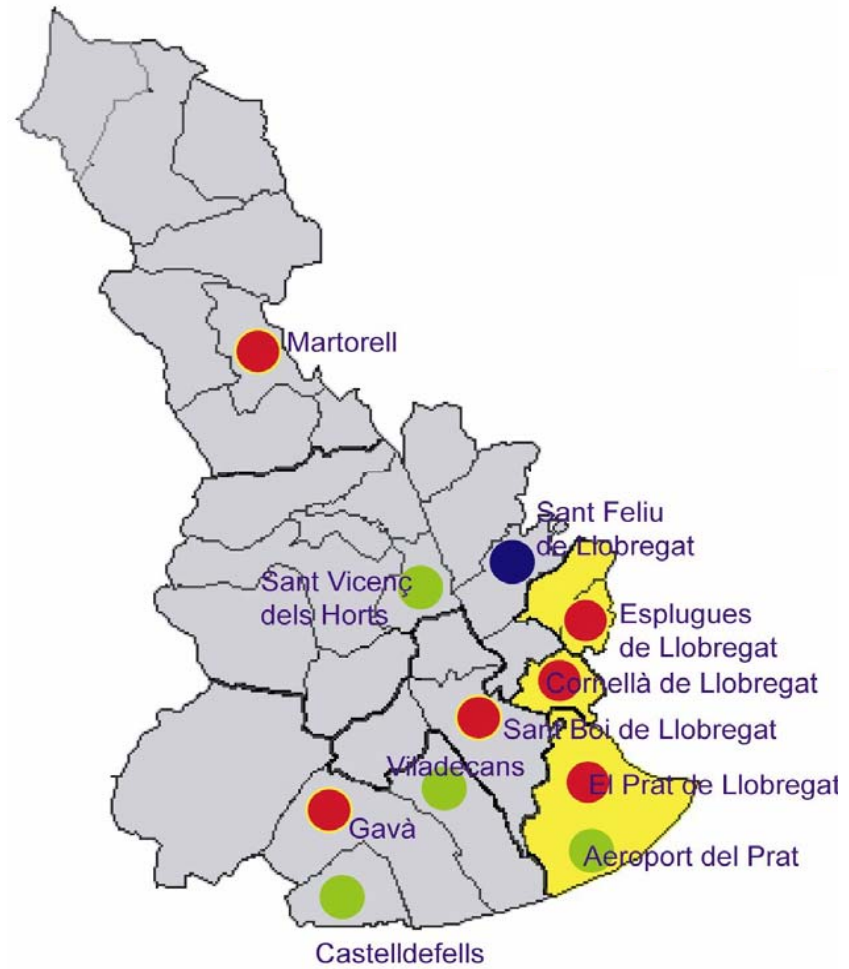 Martorell
Sant Feliu
de Llobregat
Sant Vicenç
dels Horts
Esplugues
de Llobregat
Cornellà de Llobregat
Sant Boi de Llobregat
Viladecans
El Prat de Llobregat
Gavà
Aeroport del Prat
Castelldefells